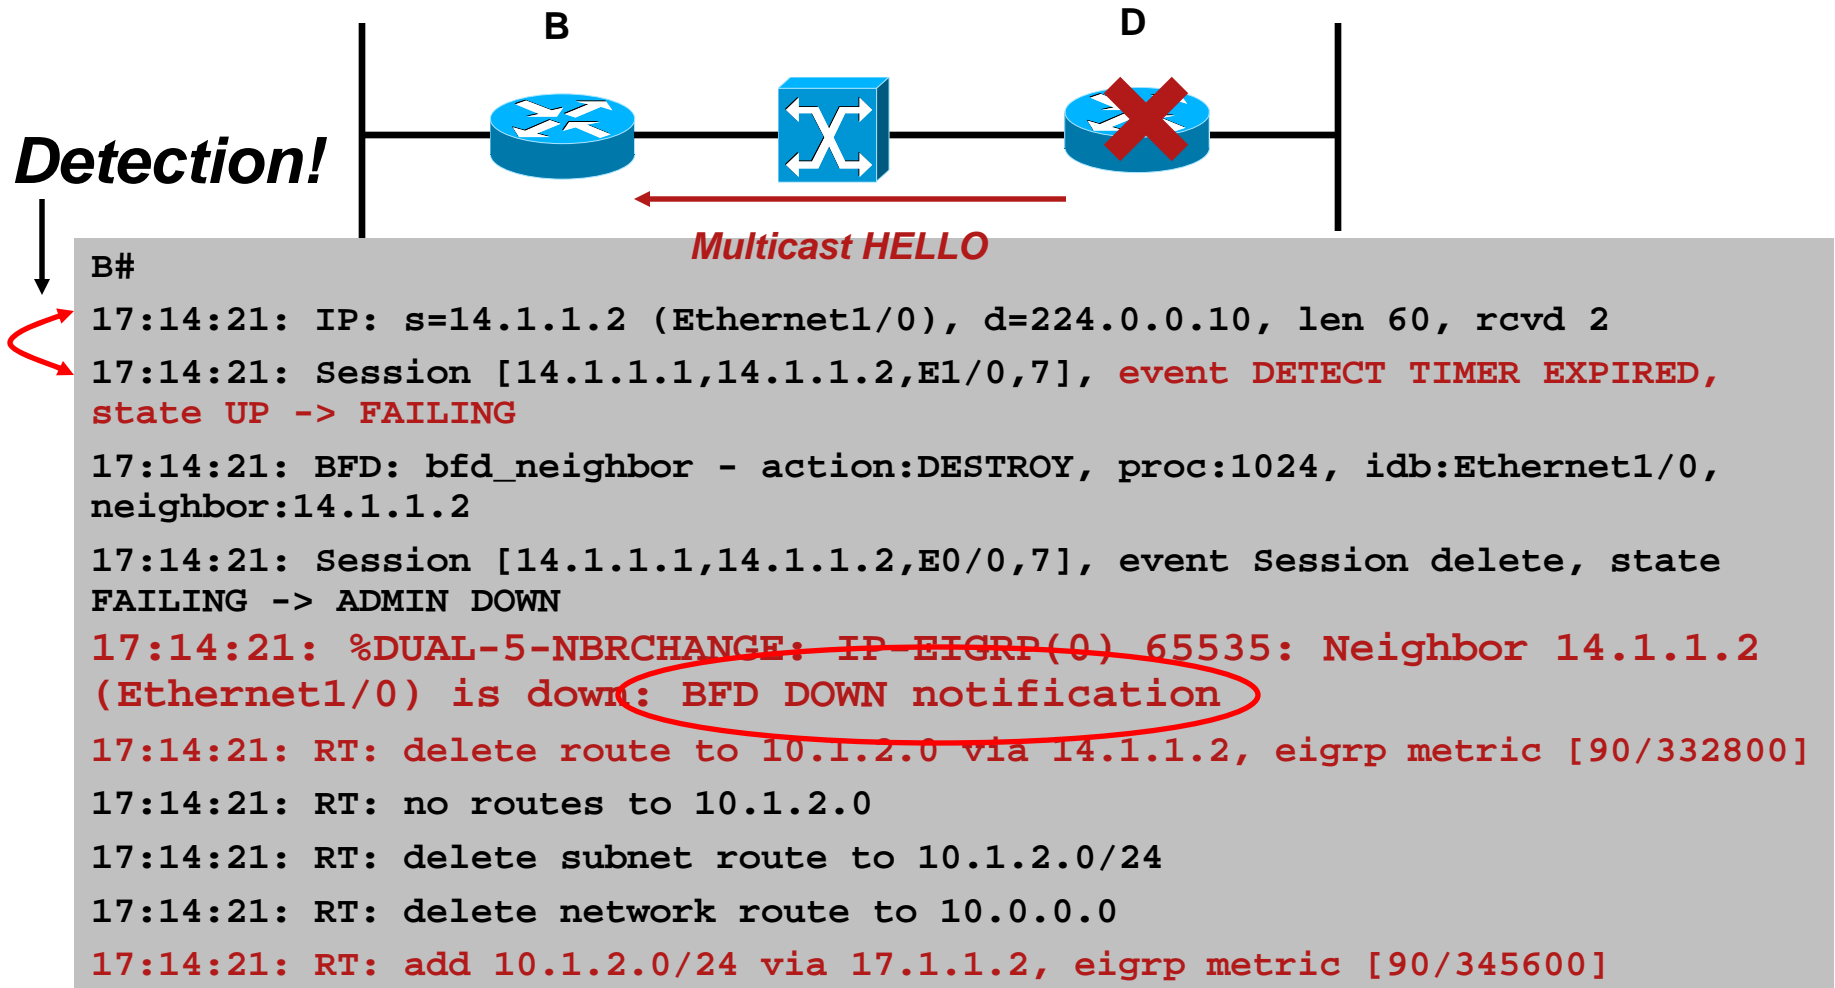 B
D
Detection!
Multicast HELLO
B#
17:14:21: IP: s=14.1.1.2 (Ethernet1/0), d=224.0.0.10, len 60, rcvd 2
17:14:21: Session [14.1.1.1,14.1.1.2,E1/0,7], event DETECT TIMER EXPIRED,
state UP -> FAILING
17:14:21: BFD: bfd_neighbor - action:DESTROY, proc:1024, idb:Ethernet1/0,
neighbor:14.1.1.2
17:14:21: Session [14.1.1.1,14.1.1.2,E0/0,7], event Session delete, state
FAILING -> ADMIN DOWN
17:14:21: %DUAL-5-NBRCHANGE: IP-EIGRP(0) 65535: Neighbor 14.1.1.2
(Ethernet1/0) is down: BFD DOWN notification
17:14:21: RT: delete route to 10.1.2.0 via 14.1.1.2, eigrp metric [90/332800]
17:14:21: RT: no routes to 10.1.2.0
17:14:21: RT: delete subnet route to 10.1.2.0/24
17:14:21: RT: delete network route to 10.0.0.0
17:14:21: RT: add 10.1.2.0/24 via 17.1.1.2, eigrp metric [90/345600]